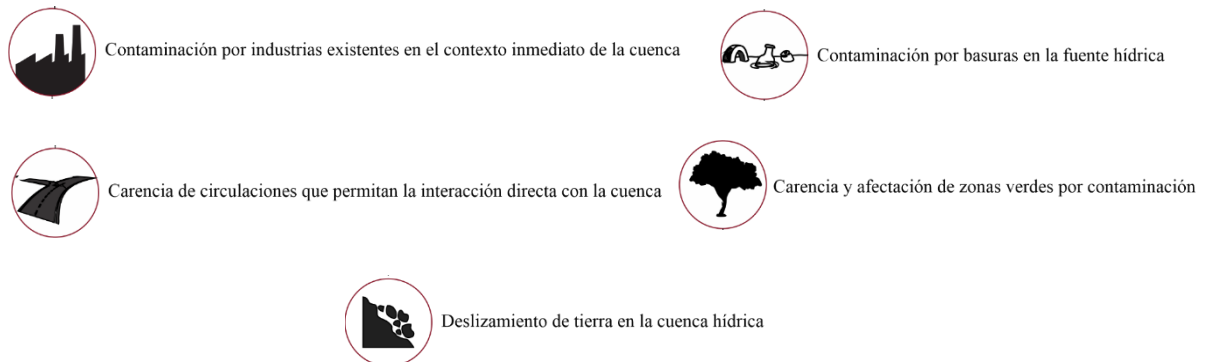 Contaminación por industrias existentes en el contexto inmediato de la cuenca
Contaminación por basuras en la fuente hídrica
Carencia de circulaciones que permitan la interacción directa con la cuenca
Carencia y afectación de zonas verdes por contaminación
Deslizamiento de tierra en la cuenca hídrica